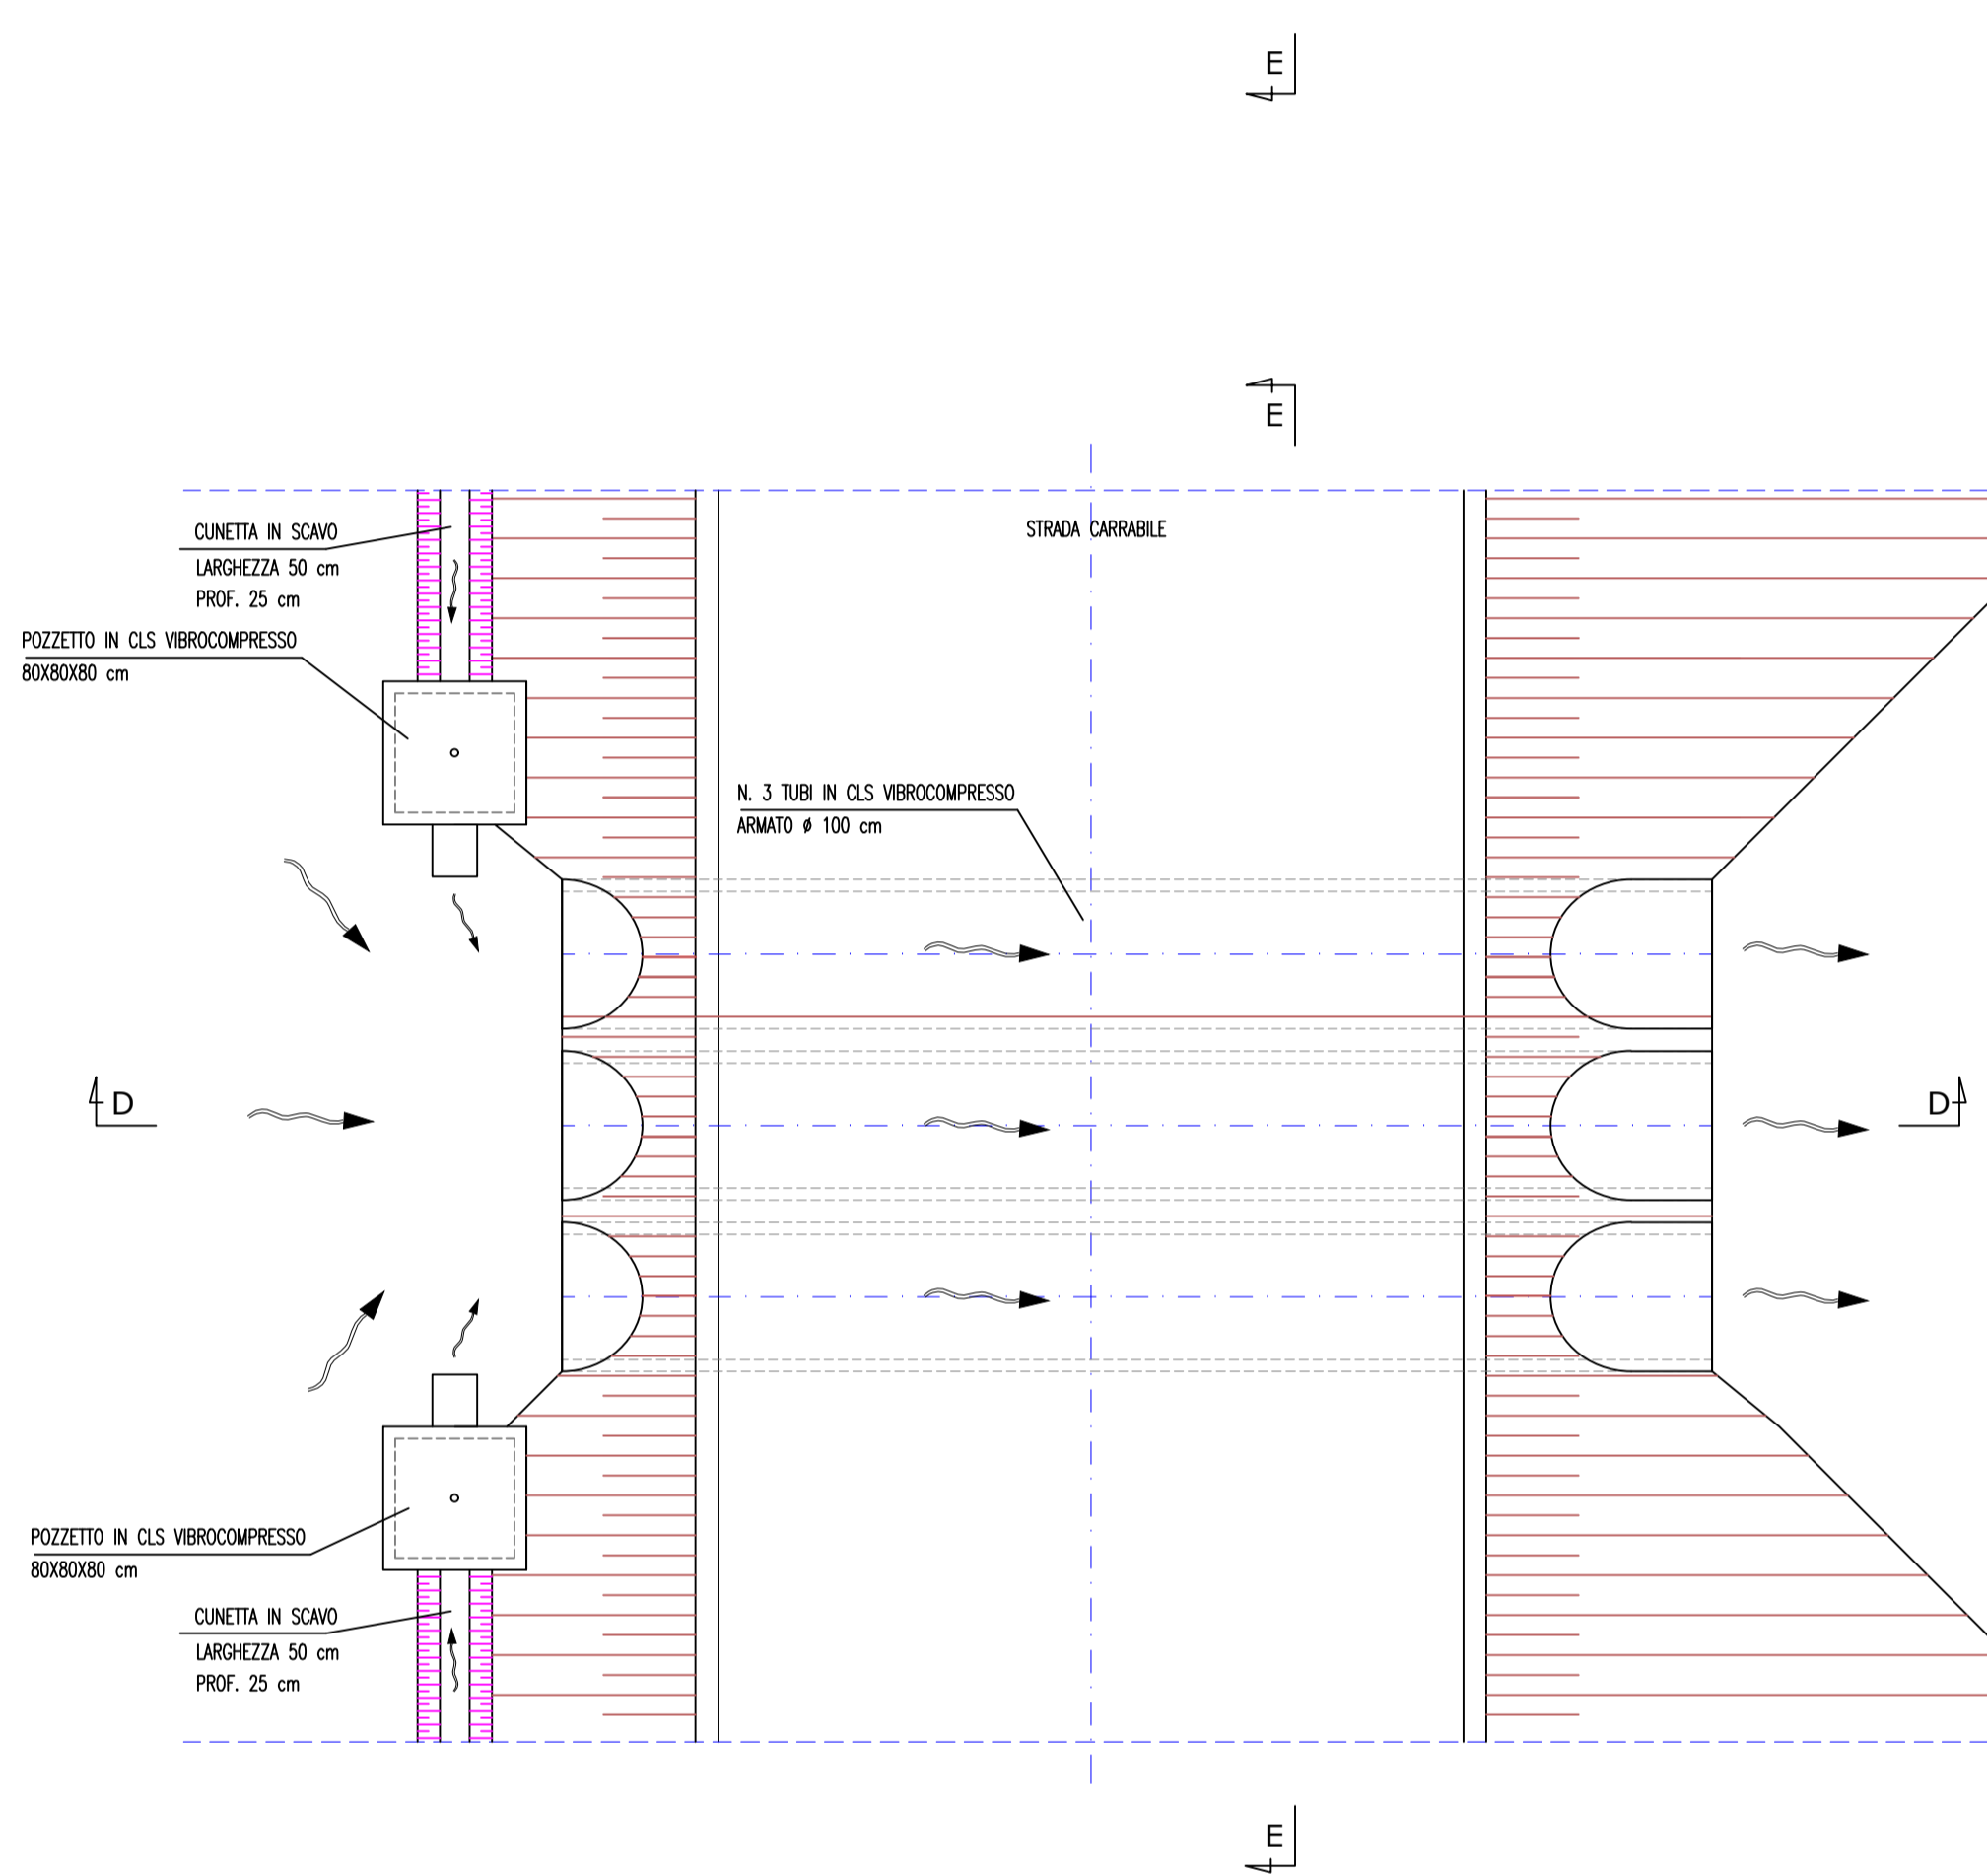 E
E
CUNETTA IN SCAVO
LARGHEZZA 50 cm
PROF. 25 cm
STRADA CARRABILE
POZZETTO IN CLS VIBROCOMPRESSO
80X80X80 cm
N. 3 TUBI IN CLS VIBROCOMPRESSO
ARMATO Ø 100 cm
D
D
POZZETTO IN CLS VIBROCOMPRESSO
80X80X80 cm
CUNETTA IN SCAVO
LARGHEZZA 50 cm
PROF. 25 cm
E